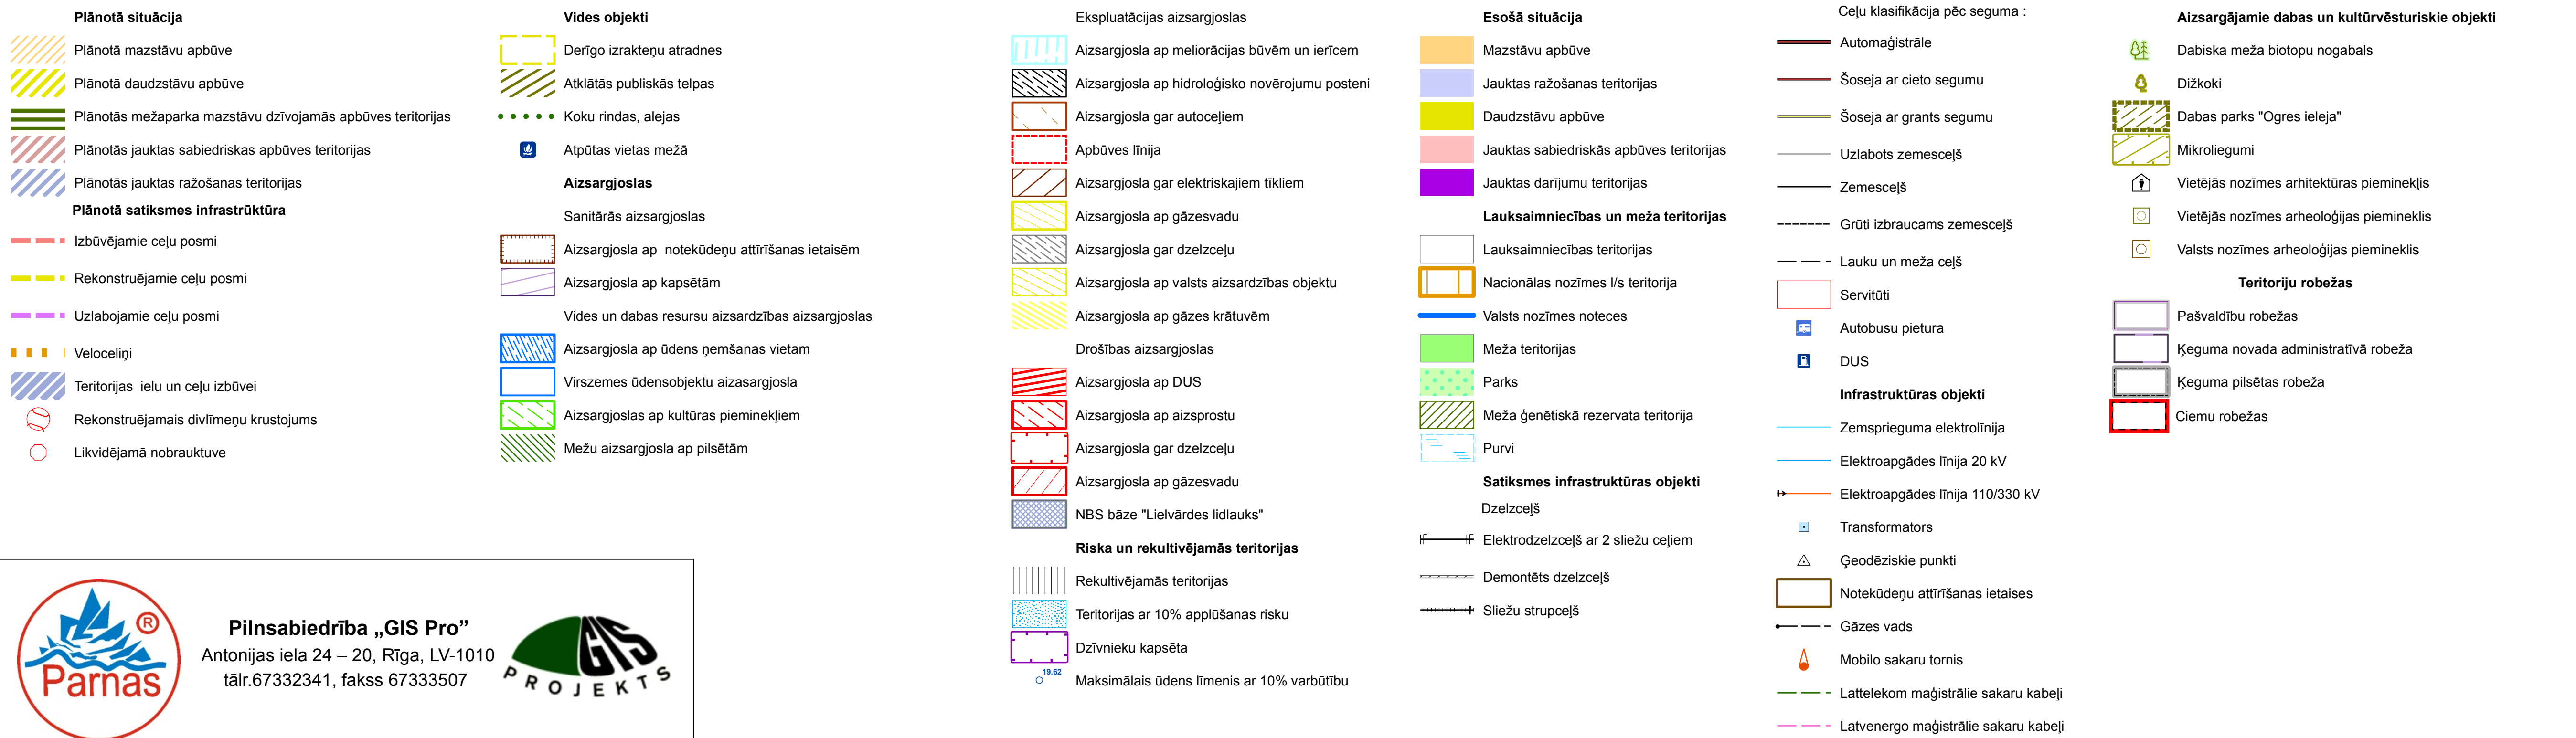 Plānotā situācija
Plānotā mazstāvu apbūve
Plānotā daudzstāvu apbūve
Plānotās mežaparka mazstāvu dzīvojamās apbūves teritorijas
Plānotās jauktas sabiedriskas apbūves teritorijas
Plānotās jauktas ražošanas teritorijas
Plānotā satiksmes infrastrūktūra
Izbūvējamie ceļu posmi
Rekonstruējamie ceļu posmi
Uzlabojamie ceļu posmi
Veloceliņi
Teritorijas ielu un ceļu izbūvei
Rekonstruējamais divlīmeņu krustojums
Likvidējamā nobrauktuve
Vides objekti
Derīgo izrakteņu atradnes
Atklātās publiskās telpas
Koku rindas, alejas
Atpūtas vietas mežā
Aizsargjoslas
Sanitārās aizsargjoslas
Aizsargjosla ap notekūdeņu attīrīšanas ietaisēm
Aizsargjosla ap kapsētām
Vides un dabas resursu aizsardzības aizsargjoslas
Aizsargjosla ap ūdens ņemšanas vietam
Virszemes ūdensobjektu aizasargjosla
Aizsargjoslas ap kultūras pieminekļiem
Mežu aizsargjosla ap pilsētām
Ekspluatācijas aizsargjoslas
Aizsargjosla ap meliorācijas būvēm un ierīcem
Aizsargjosla ap hidroloģisko novērojumu posteni
Aizsargjosla gar autoceļiem
Apbūves līnija
Aizsargjosla gar elektriskajiem tīkliem
Aizsargjosla ap gāzesvadu
Aizsargjosla gar dzelzceļu
Aizsargjosla ap valsts aizsardzības objektu
Aizsargjosla ap gāzes krātuvēm
Drošības aizsargjoslas
Aizsargjosla ap DUS
Aizsargjosla ap aizsprostu
Aizsargjosla gar dzelzceļu
Aizsargjosla ap gāzesvadu
NBS bāze "Lielvārdes lidlauks"
Riska un rekultivējamās teritorijas
Rekultivējamās teritorijas
Teritorijas ar 10% applūšanas risku
Dzīvnieku kapsēta
19.62
Maksimālais ūdens līmenis ar 10% varbūtību
Esošā situācija
Mazstāvu apbūve
Jauktas ražošanas teritorijas
Daudzstāvu apbūve
Jauktas sabiedriskās apbūves teritorijas
Jauktas darījumu teritorijas
Lauksaimniecības un meža teritorijas
Lauksaimniecības teritorijas
Nacionālas nozīmes l/s teritorija
Valsts nozīmes noteces
Meža teritorijas
Parks
Meža ģenētiskā rezervata teritorija
Purvi
Satiksmes infrastruktūras objekti
Dzelzceļš
Elektrodzelzceļš ar 2 sliežu ceļiem
Demontēts dzelzceļš
Sliežu strupceļš
Ceļu klasifikācija pēc seguma :
Automaģistrāle
Šoseja ar cieto segumu
Šoseja ar grants segumu
Uzlabots zemesceļš
Zemesceļš
Grūti izbraucams zemesceļš
Lauku un meža ceļš
Servitūti
Autobusu pietura
DUS
Infrastruktūras objekti
Zemsprieguma elektrolīnija
Elektroapgādes līnija 20 kV
Elektroapgādes līnija 110/330 kV
Transformators
Ģeodēziskie punkti
Notekūdeņu attīrīšanas ietaises
Gāzes vads
Mobilo sakaru tornis
Lattelekom maģistrālie sakaru kabeļi
Latvenergo maģistrālie sakaru kabeļi
Aizsargājamie dabas un kultūrvēsturiskie objekti
Dabiska meža biotopu nogabals
Dižkoki
Dabas parks "Ogres ieleja"
Mikroliegumi
Vietējās nozīmes arhitektūras piemineklis
Vietējās nozīmes arheoloģijas piemineklis
Valsts nozīmes arheoloģijas piemineklis
Teritoriju robežas
Pašvaldību robežas
Ķeguma novada administratīvā robeža
Ķeguma pilsētas robeža
Ciemu robežas
®
Parnas
Pilnsabiedrība „GIS Pro”
Antonijas iela 24 – 20, Rīga, LV-1010
tālr.67332341, fakss 67333507
GIS
PROJEKTS